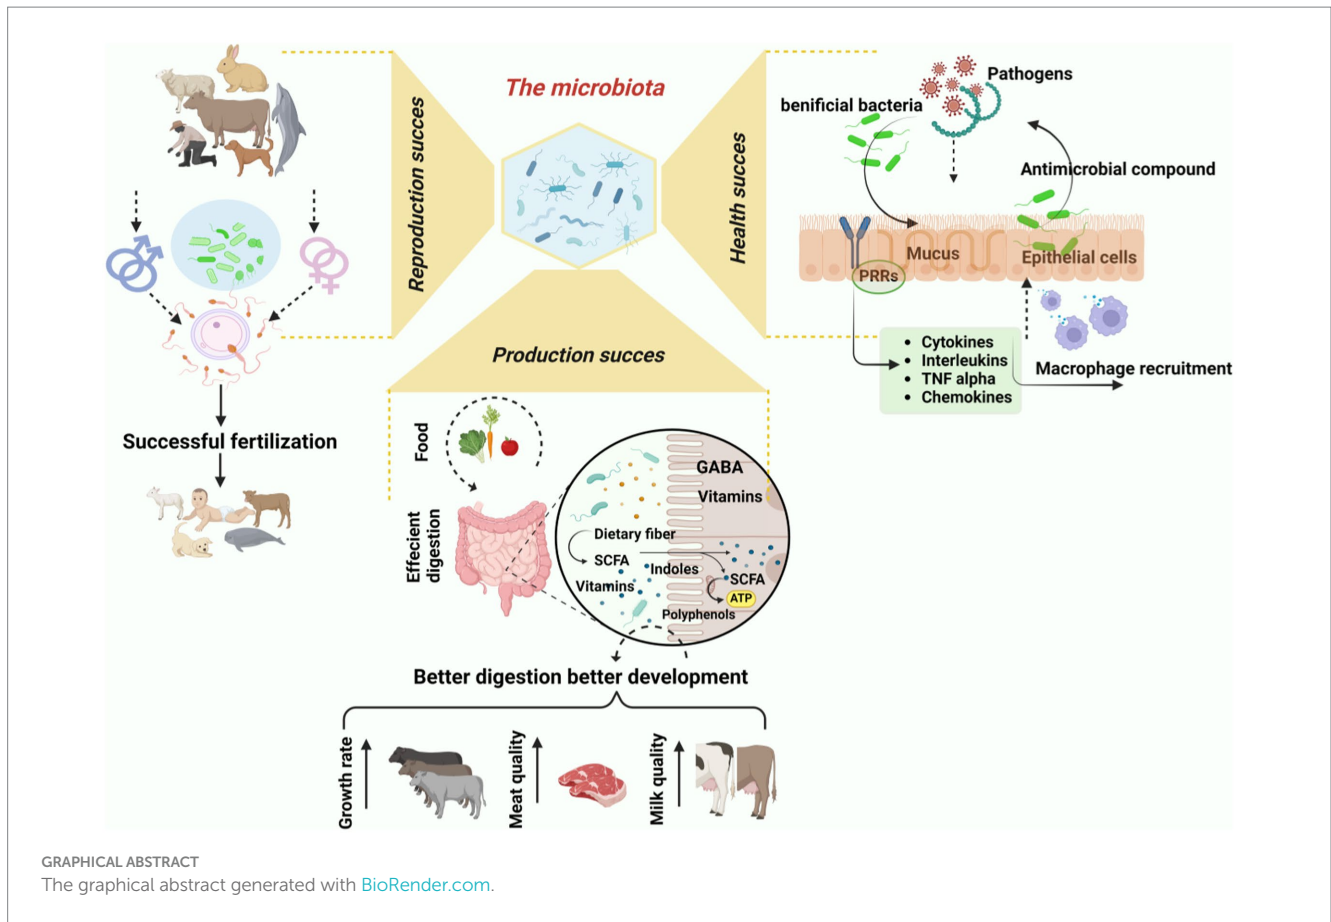 The microbiota
Reproduction succes
Successful fertilization
Health succes
benificial bacteria
Pathogens
Antimicrobial compound
Mucus
Epithelial cells
PRRs
• Cytokines
• Interleukins
• TNF alpha
• Chemokines
Macrophage recruitment
Production succes
Food
Effecient
digestion
GABA
Vitamins
Dietary fiber
SCFA
Indoles
Vitamins
SCFA
ATP
Polyphenols
Better digestion better development
Growth rate
Meat quality
Milk quality
GRAPHICAL ABSTRACT
The graphical abstract generated with BioRender.com.